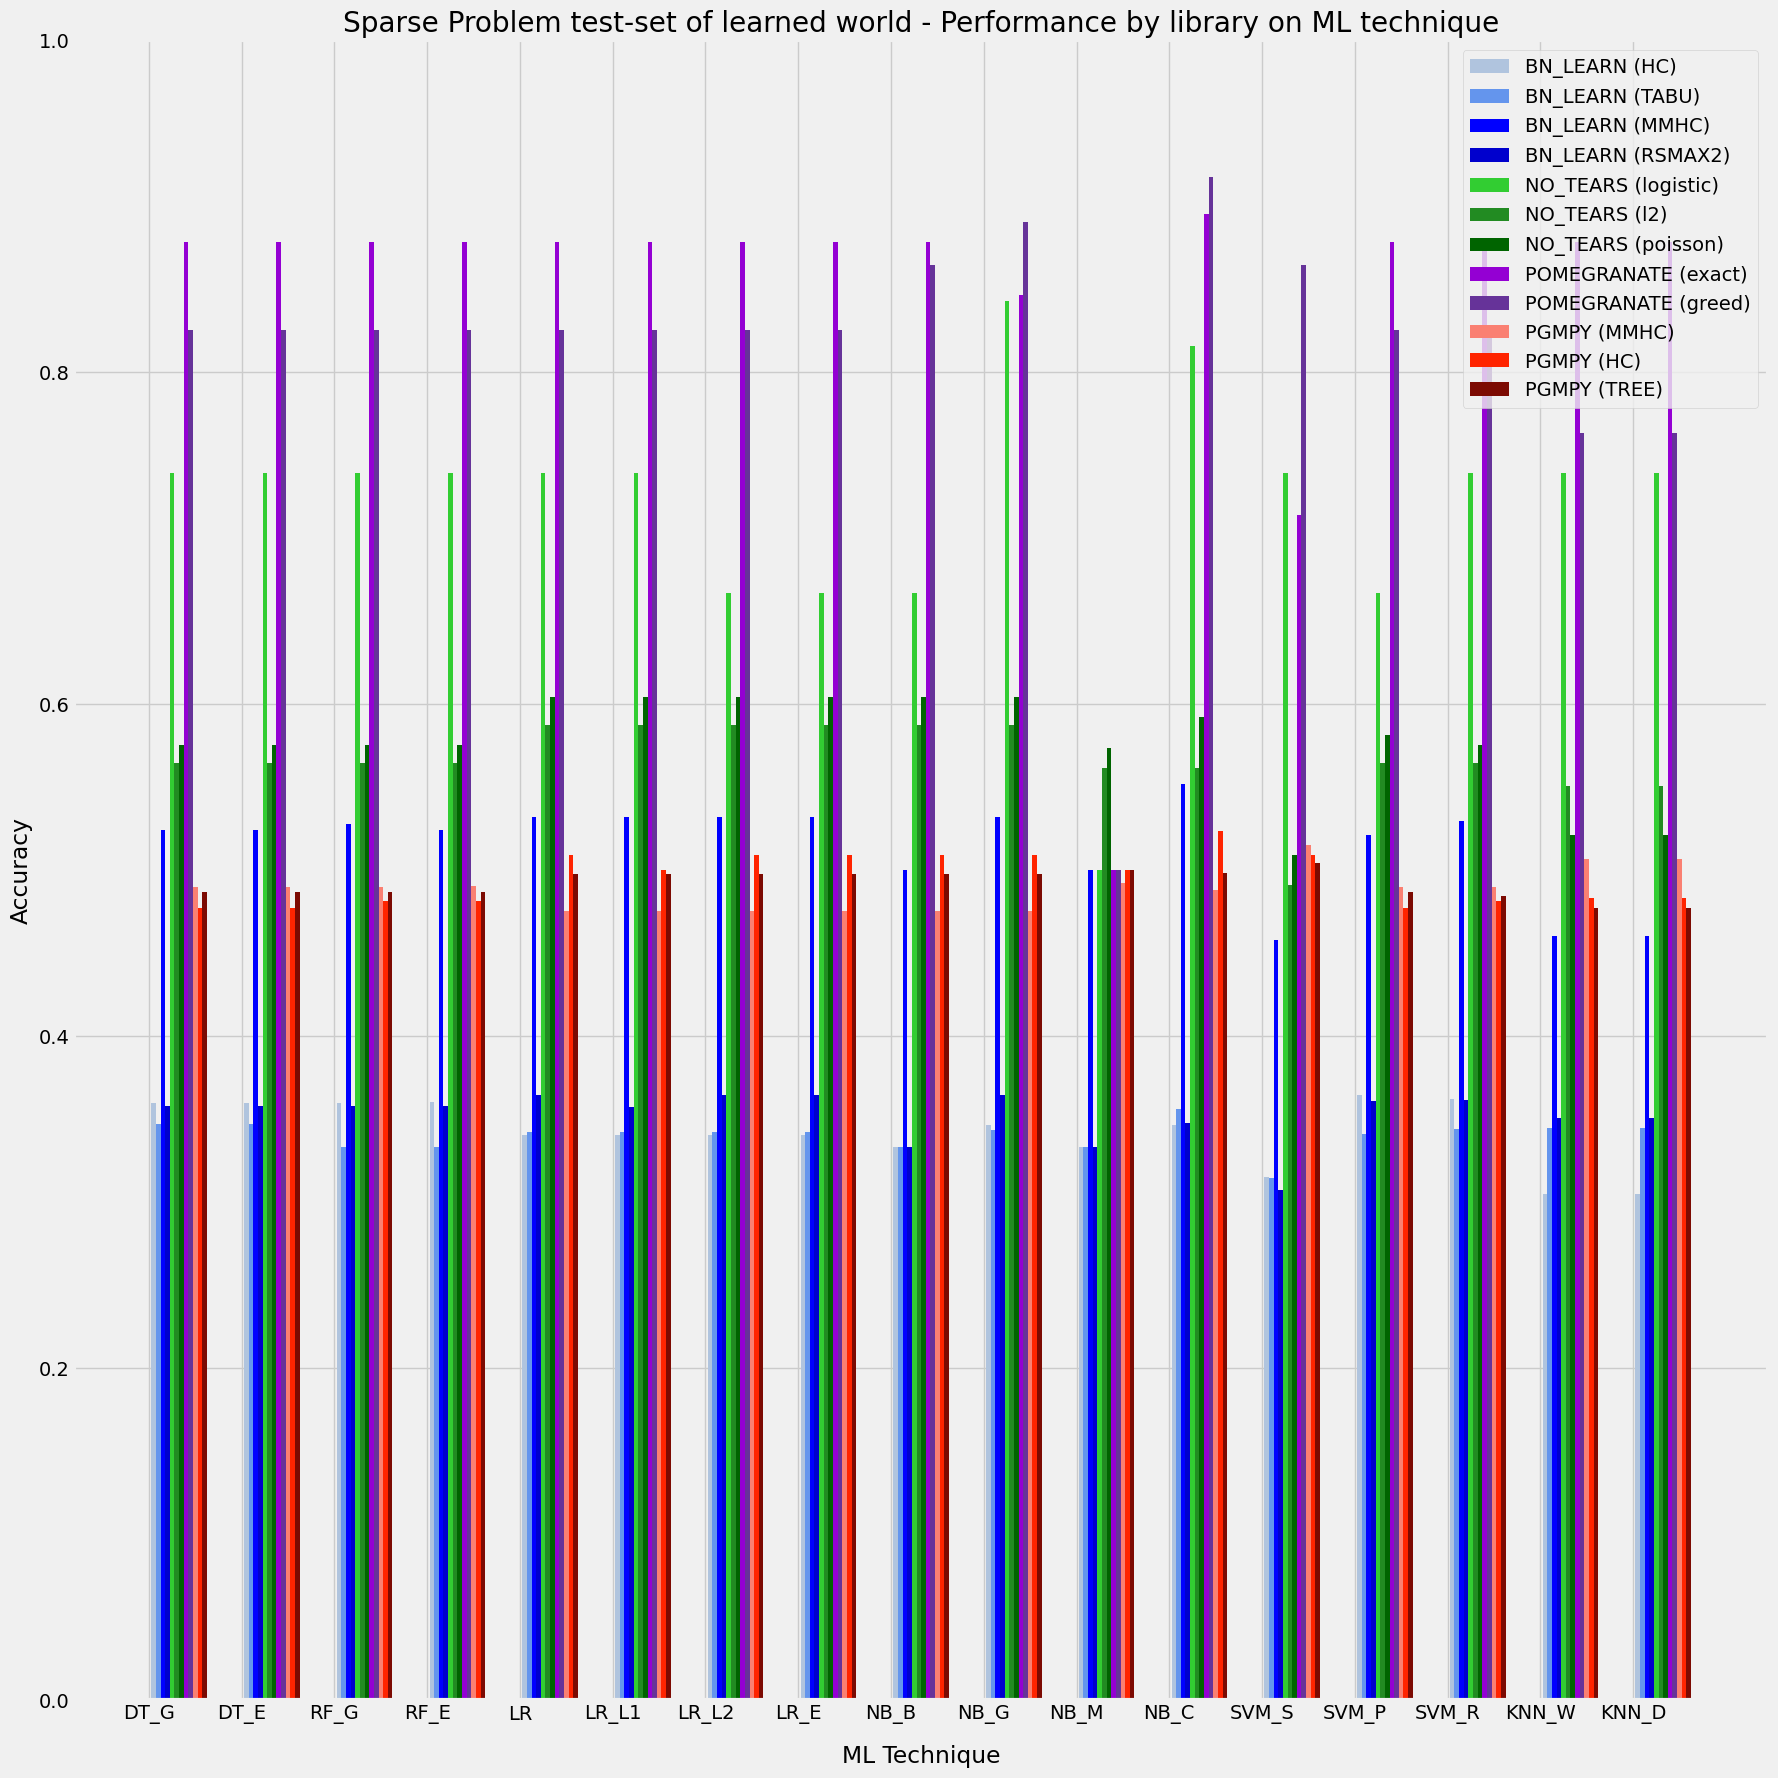 Sparse Problem test-set of learned world - Performance by library on ML technique
1.0
0.8
0.6
0.4
0.2
0.0
Accuracy
BN_LEARN (HC)
BN_LEARN (TABU)
BN_LEARN (MMHC)
BN_LEARN (RSMAX2)
NO_TEARS (logistic)
NO_TEARS (l2)
NO_TEARS (poisson)
POMEGRANATE (exact)
POMEGRANATE (greed)
PGMPY (MMHC)
PGMPY (HC)
PGMPY (TREE)
DT_G DT_E RF_G RF_E LR LR_L1 LR_L2 LR_E NB_B NB_G NB_M NB_C SVM_S SVM_P SVM_R KNN_W KNN_D
ML Technique